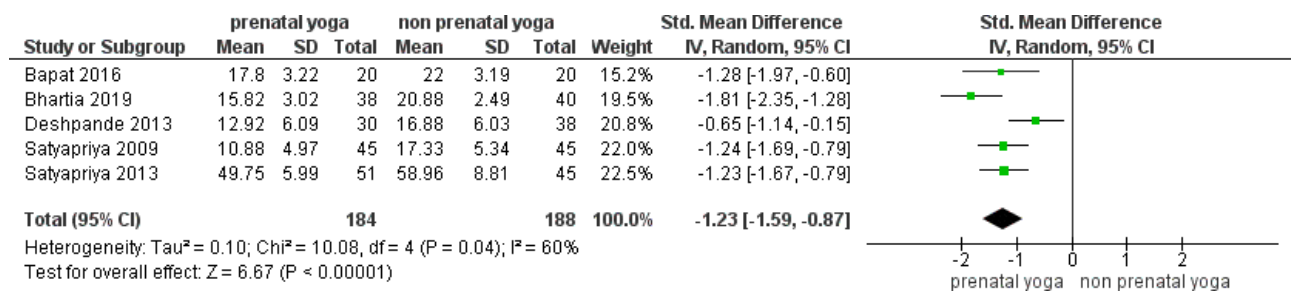 prenatal yoga non prenatal yoga Std. Mean Difference Std. Mean Difference
Study or Subgroup Mean SD Total Mean SD Total Weight IV, Random, 95% CI IV, Random, 95% CI
Bapat 2016 17.8 3.22 20 22 3.19 20 15.2% -1.28 [-1.97, -0.60]
Bhartia 2019 15.82 3.02 38 20.88 2.49 40 19.5% -1.81 [-2.35, -1.28]
Deshpande 2013 12.92 6.09 30 16.88 6.03 38 20.8% -0.65 [-1.14, -0.15]
Satyapriya 2009 10.88 4.97 45 17.33 5.34 45 22.0% -1.24 [-1.69, -0.79]
Satyapriya 2013 49.75 5.99 51 58.96 8.81 45 22.5% -1.23 [-1.67, -0.79]
Total (95% CI) 184 188 100.0% -1.23 [-1.59, -0.87]
Heterogeneity: Tau² = 0.10; Chi² = 10.08, df = 4 (P = 0.04); I² = 60%
Test for overall effect: Z = 6.67 (P < 0.00001)
-2 -1 0 1 2
prenatal yoga non prenatal yoga